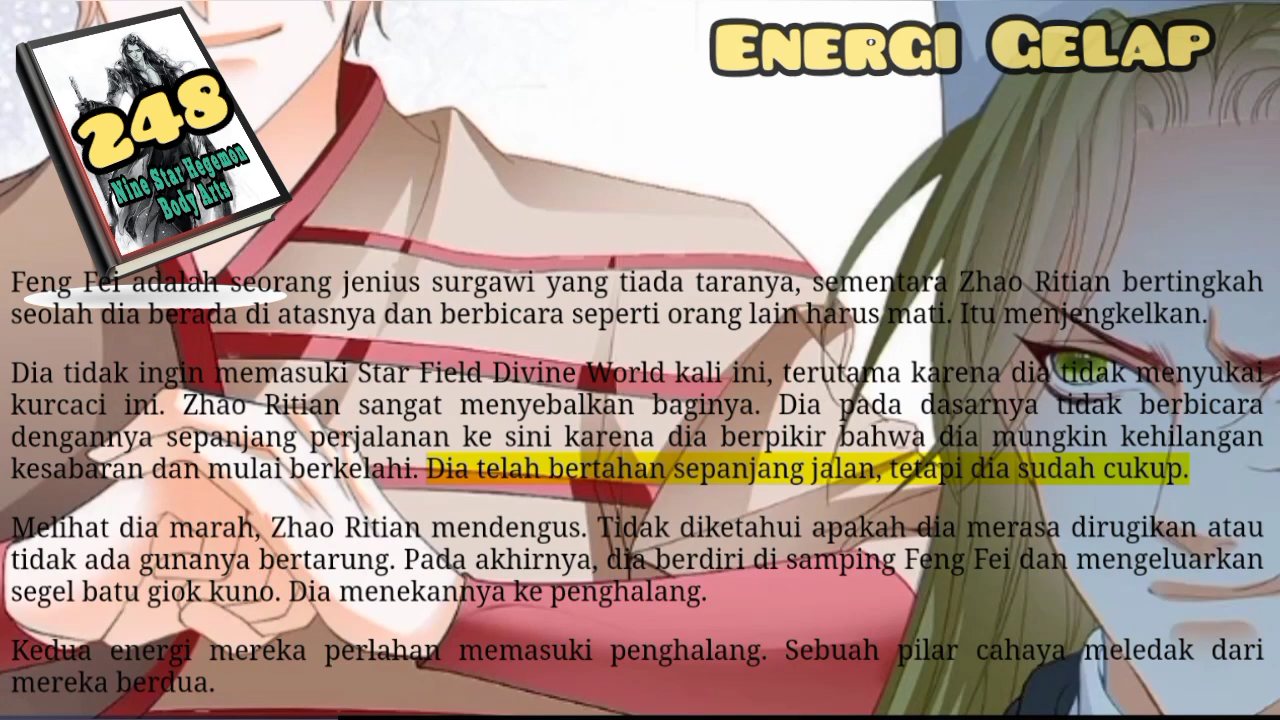 ENERGI GELAP
248
Nine Star Hegemon
Body Arts
Feng Fei adalah seorang jenius surgawi yang tiada taranya, sementara Zhao Ritian bertingkah
seolah dia berada di atasnya dan berbicara seperti orang lain harus mati. Itu menjengkelkan.
Dia tidak ingin memasuki Star Field Divine World kali ini, terutama karena dia tidak menyukai
kurcaci ini. Zhao Ritian sangat menyebalkan baginya. Dia pada dasarnya tidak berbicara
dengannya sepanjang perjalanan ke sini karena dia berpikir bahwa dia mungkin kehilangan
kesabaran dan mulai berkelahi. Dia telah bertahan sepanjang jalan, tetapi dia sudah cukup.
Melihat dia marah, Zhao Ritian mendengus. Tidak diketahui apakah dia merasa dirugikan atau
tidak ada gunanya bertarung. Pada akhirnya, dia berdiri di samping Feng Fei dan mengeluarkan
segel batu giok kuno. Dia menekannya ke penghalang.
Kedua energi mereka perlahan memasuki penghalang. Sebuah pilar cahaya meledak dari
mereka berdua.